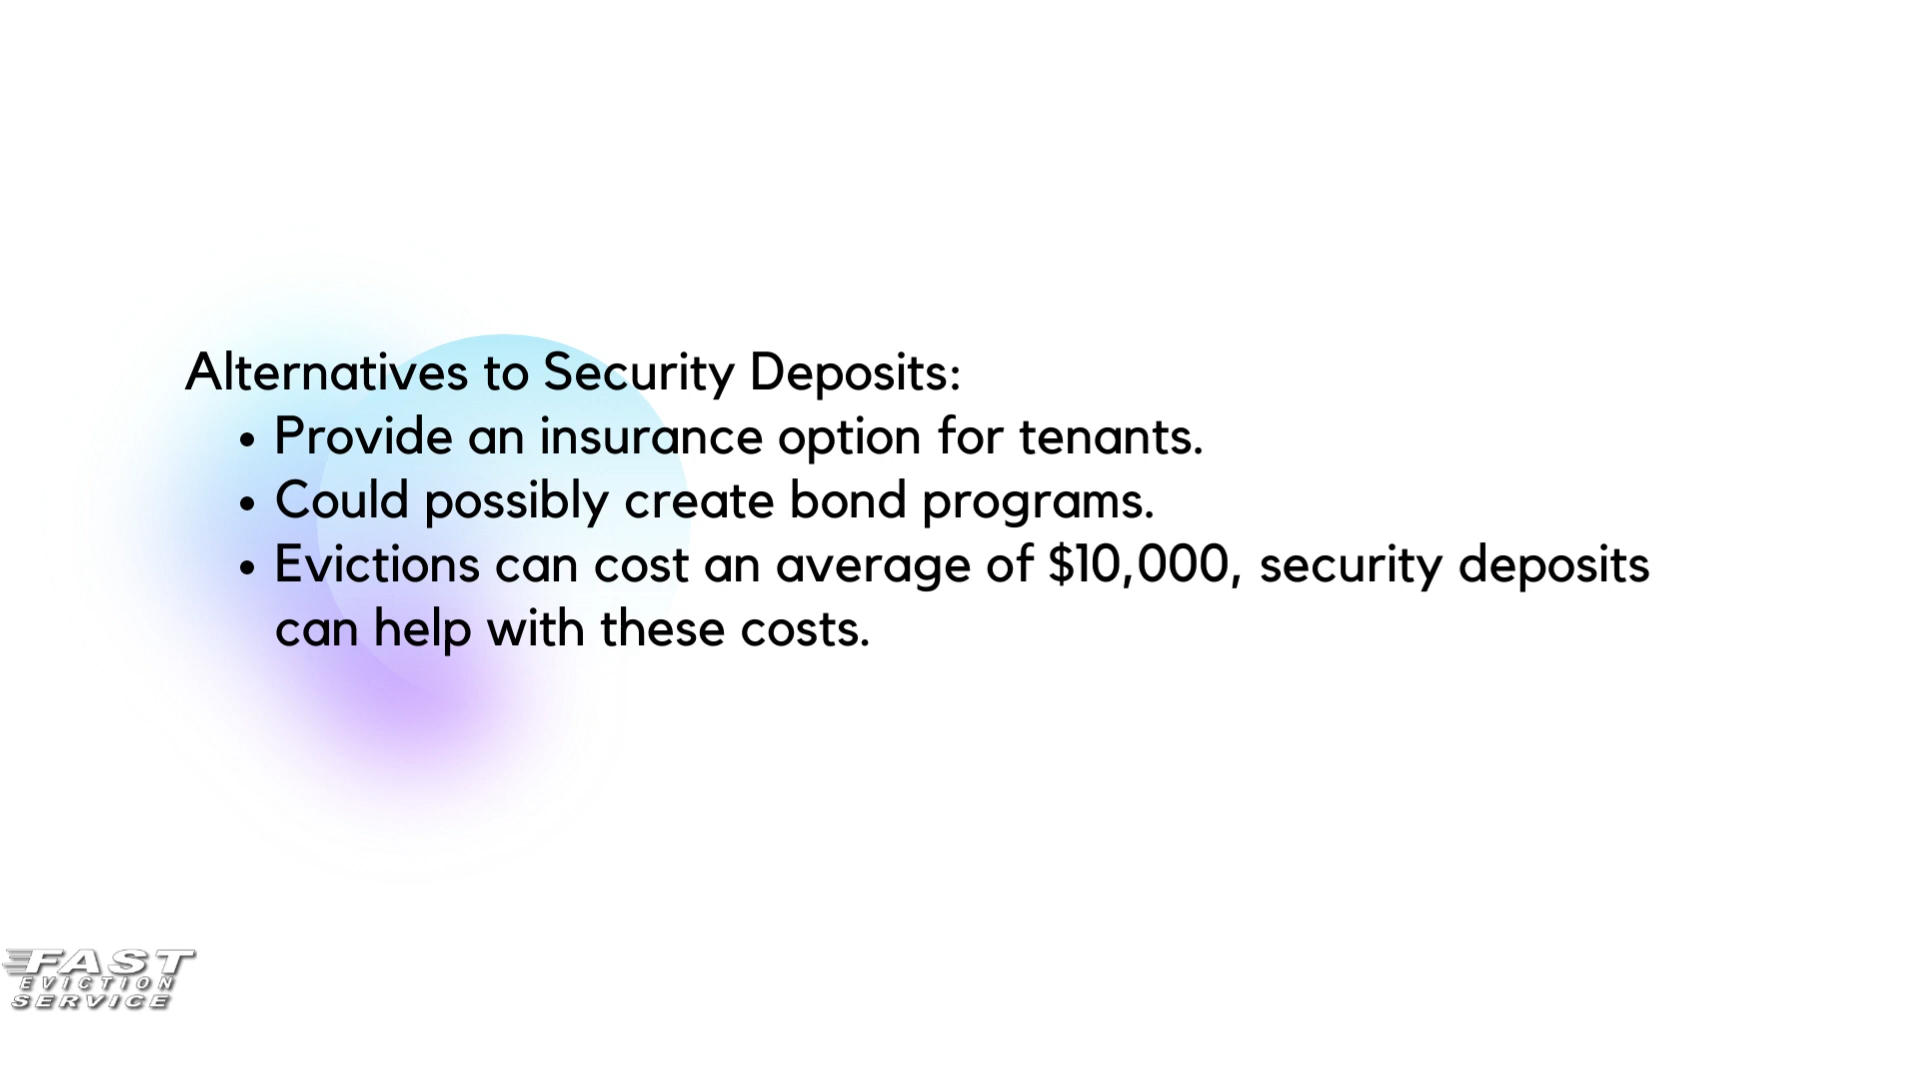 Alternatives to Security Deposits:
• Provide an insurance option for tenants.
• Could possibly create bond programs.
• Evictions can cost an average of $10,000, security deposits
can help with these costs.
FAST
EVICTION
SERVICE